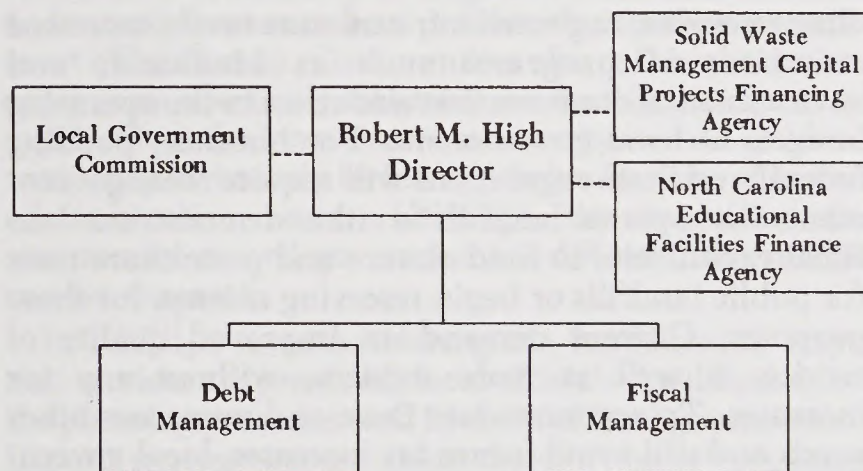 Solid Waste
Management Capital
Projects Financing
Agency
Local Government
Commission
Robert M. High
Director
North Carolina
Educational
Facilities Finance
Agency
Debt
Management
Fiscal
Management